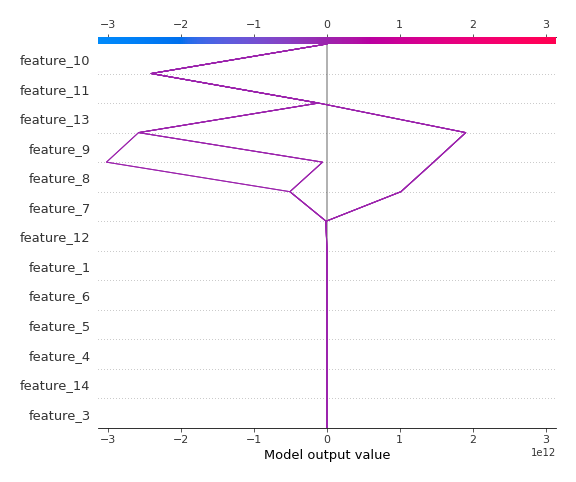 −3 −2 −1 0 1 2 3
feature_10
feature_11
feature_13
feature_9
feature_8
feature_7
feature_12
feature_1
feature_6
feature_5
feature_4
feature_14
feature_3
−3 −2 −1 0 1 2 3
1e12
Model output value